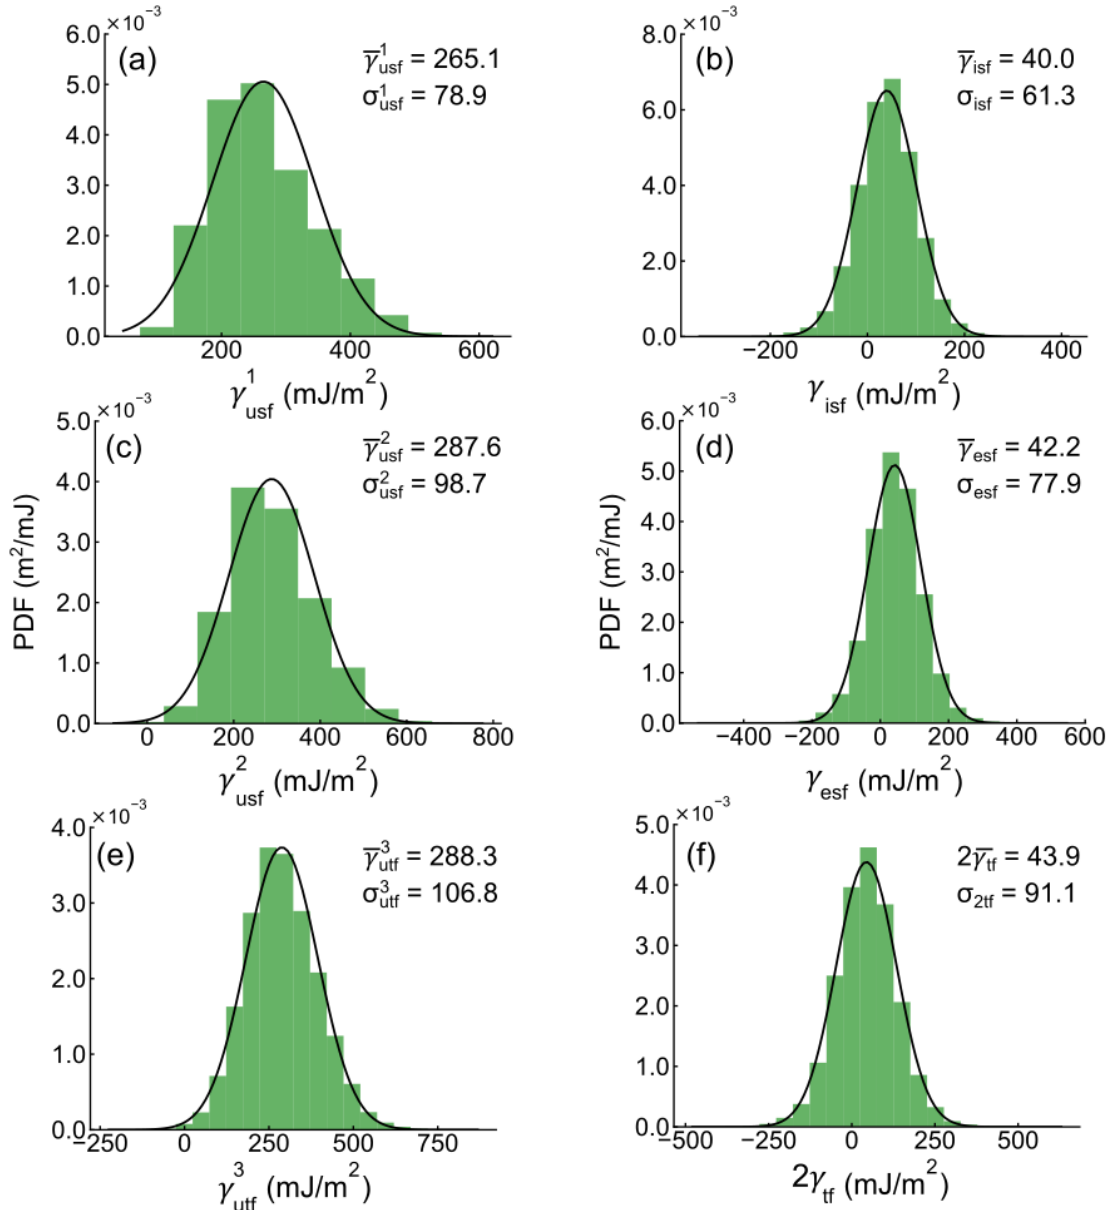 ×10⁻³
(a)
γ̅¹usf = 265.1
σ¹usf = 78.9
6.0
5.0
4.0
3.0
2.0
1.0
0.0
200 400 600
γ¹usf (mJ/m²)
×10⁻³
(b)
γ̅isf = 40.0
σisf = 61.3
8.0
6.0
4.0
2.0
0.0
−200 0 200 400
γisf (mJ/m²)
×10⁻³
(c)
γ̅²usf = 287.6
σ²usf = 98.7
PDF (m²/mJ)
5.0
4.0
3.0
2.0
1.0
0.0
0 200 400 600 800
γ²usf (mJ/m²)
×10⁻³
(d)
γ̅esf = 42.2
σesf = 77.9
PDF (m²/mJ)
6.0
5.0
4.0
3.0
2.0
1.0
0.0
−400 −200 0 200 400 600
γesf (mJ/m²)
×10⁻³
(e)
γ̅³utf = 288.3
σ³utf = 106.8
4.0
3.0
2.0
1.0
0.0
−250 0 250 500 750
γ³utf (mJ/m²)
×10⁻³
(f)
2γ̅tf = 43.9
σ2tf = 91.1
5.0
4.0
3.0
2.0
1.0
0.0
−500 −250 0 250 500
2γtf (mJ/m²)